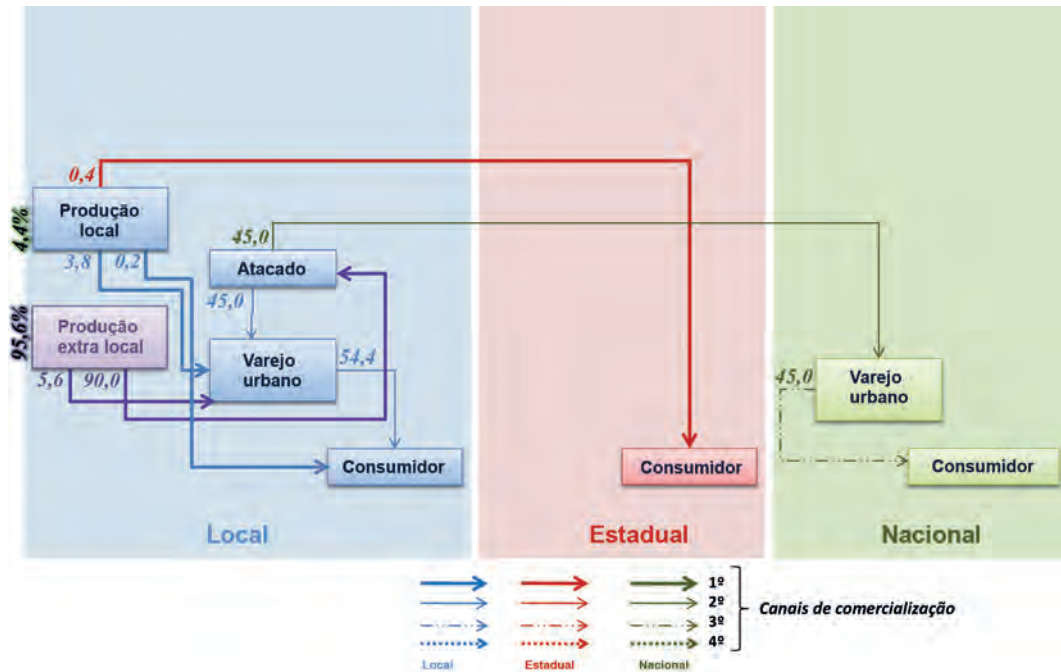 0,4
Produção
local
4,4%
3,8
0,2
45,0
Atacado
45,0
95,6%
Produção
extra local
5,6
90,0
Varejo
urbano
54,4
Consumidor
Consumidor
45,0
Varejo
urbano
Consumidor
Local
Estadual
Nacional
1º
2º
3º
4º
Canais de comercialização
Local
Estadual
Nacional